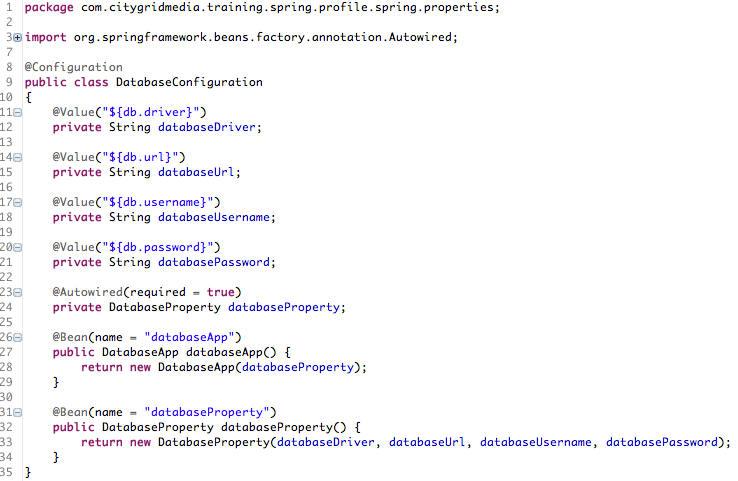 1 package com.citygridmedia.training.spring.profile.spring.properties;
2
3 import org.springframework.beans.factory.annotation.Autowired;
7
8 @Configuration
9 public class DatabaseConfiguration
10 {
11 @Value("${db.driver}")
12 private String databaseDriver;
13
14 @Value("${db.url}")
15 private String databaseUrl;
16
17 @Value("${db.username}")
18 private String databaseUsername;
19
20 @Value("${db.password}")
21 private String databasePassword;
22
23 @Autowired(required = true)
24 private DatabaseProperty databaseProperty;
25
26 @Bean(name = "databaseApp")
27 public DatabaseApp databaseApp() {
28 return new DatabaseApp(databaseProperty);
29 }
30
31 @Bean(name = "databaseProperty")
32 public DatabaseProperty databaseProperty() {
33 return new DatabaseProperty(databaseDriver, databaseUrl, databaseUsername, databasePassword);
34 }
35 }